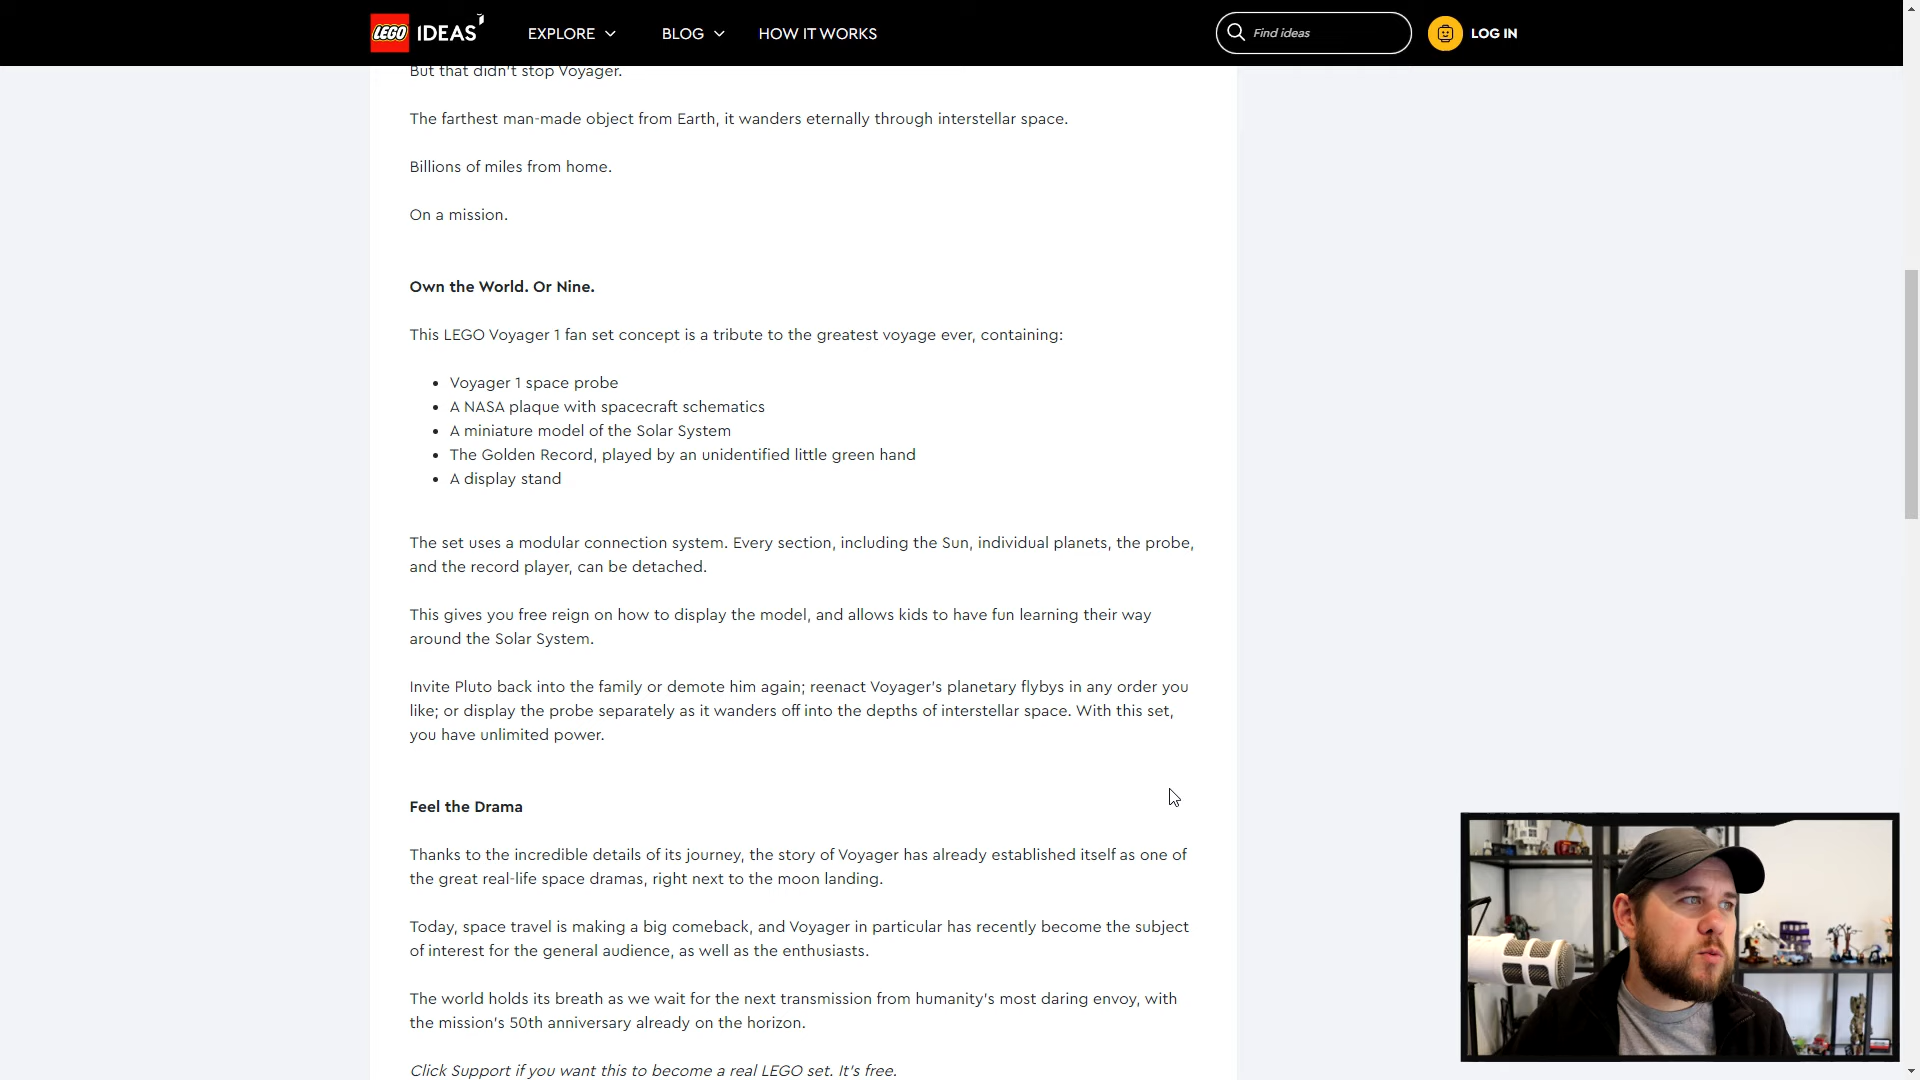 LEGO IDEAS EXPLORE BLOG HOW IT WORKS Find ideas LOG IN
But that didn't stop Voyager.
The farthest man-made object from Earth, it wanders eternally through interstellar space.
Billions of miles from home.
On a mission.
Own the World. Or Nine.
This LEGO Voyager 1 fan set concept is a tribute to the greatest voyage ever, containing:
• Voyager 1 space probe
• A NASA plaque with spacecraft schematics
• A miniature model of the Solar System
• The Golden Record, played by an unidentified little green hand
• A display stand
The set uses a modular connection system. Every section, including the Sun, individual planets, the probe,
and the record player, can be detached.
This gives you free reign on how to display the model, and allows kids to have fun learning their way
around the Solar System.
Invite Pluto back into the family or demote him again; reenact Voyager's planetary flybys in any order you
like; or display the probe separately as it wanders off into the depths of interstellar space. With this set,
you have unlimited power.
Feel the Drama
Thanks to the incredible details of its journey, the story of Voyager has already established itself as one of
the great real-life space dramas, right next to the moon landing.
Today, space travel is making a big comeback, and Voyager in particular has recently become the subject
of interest for the general audience, as well as the enthusiasts.
The world holds its breath as we wait for the next transmission from humanity's most daring envoy, with
the mission's 50th anniversary already on the horizon.
Click Support if you want this to become a real LEGO set. It's free.